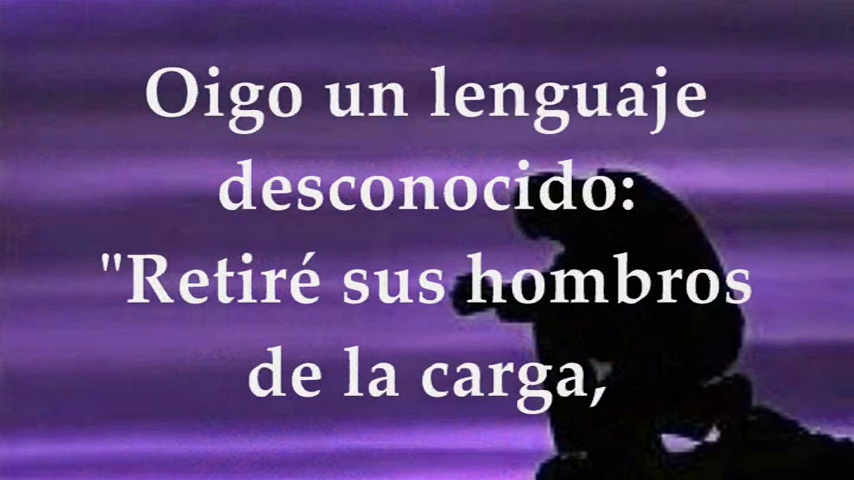 Oigo un lenguaje
desconocido:
"Retiré sus hombros
de la carga,